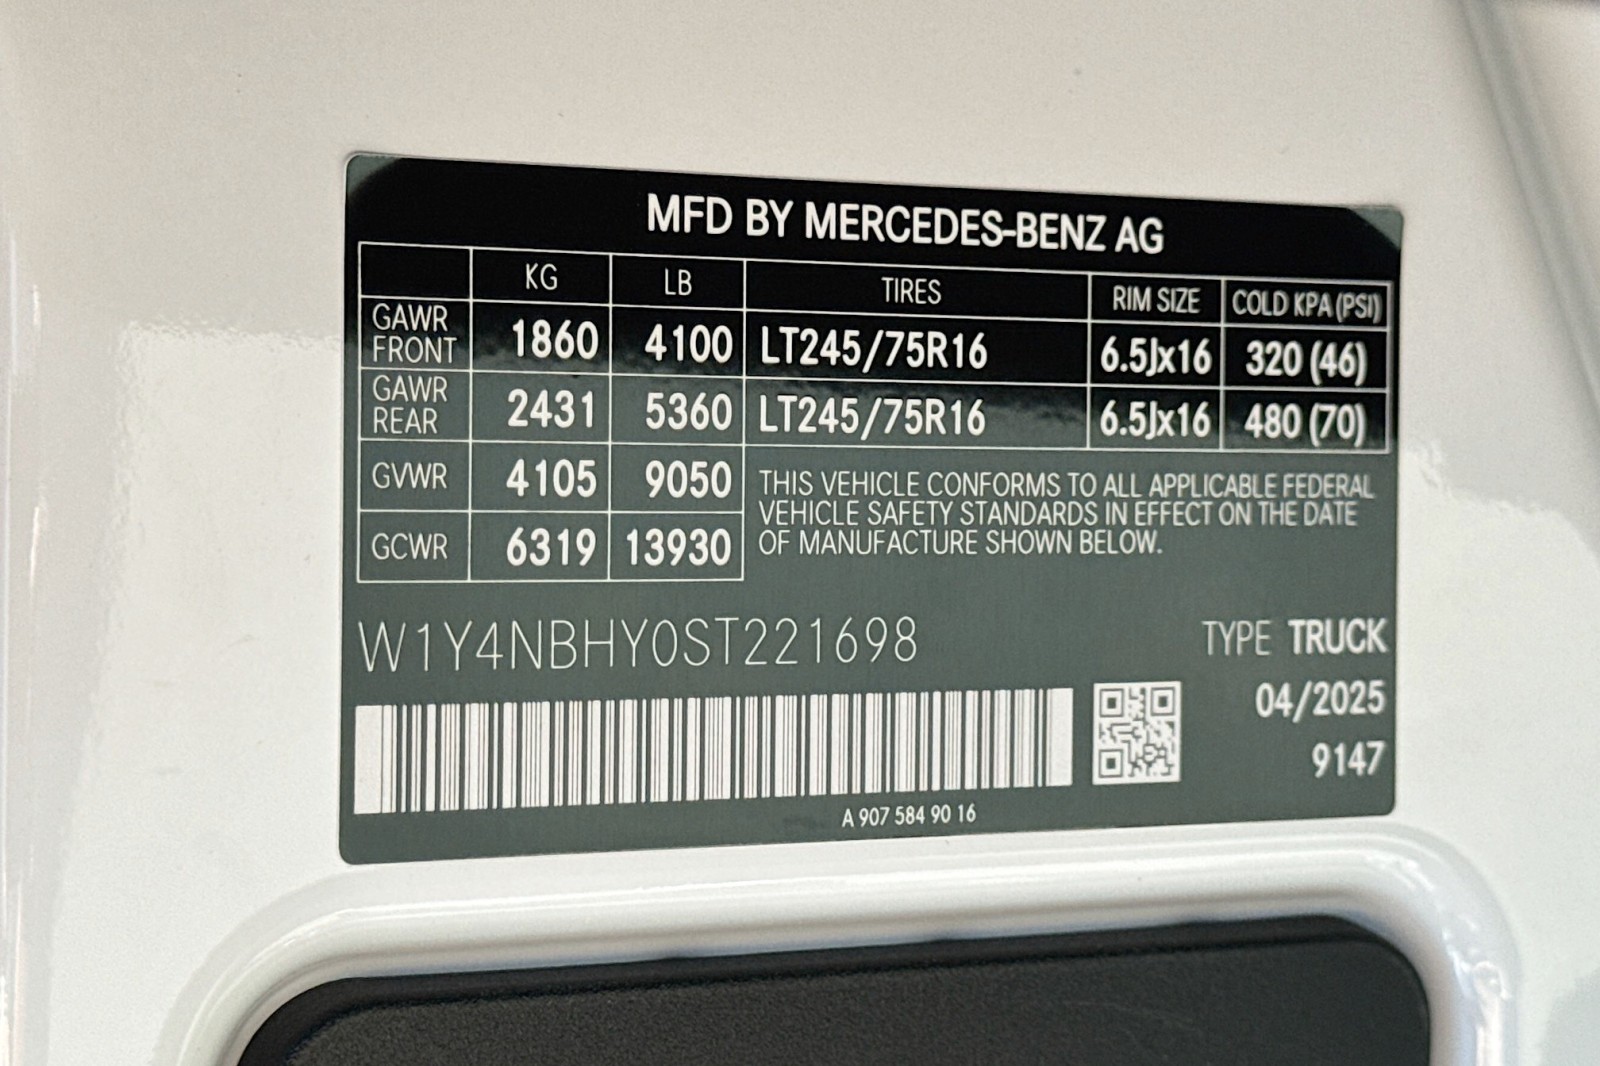 MFD BY MERCEDES-BENZ AG
KG LB TIRES RIM SIZE COLD KPA (PSI)
GAWR FRONT 1860 4100 LT245/75R16 6.5Jx16 320 (46)
GAWR REAR 2431 5360 LT245/75R16 6.5Jx16 480 (70)
GVWR 4105 9050
GCWR 6319 13930
THIS VEHICLE CONFORMS TO ALL APPLICABLE FEDERAL
VEHICLE SAFETY STANDARDS IN EFFECT ON THE DATE
OF MANUFACTURE SHOWN BELOW.
W1Y4NBHY0ST221698
TYPE TRUCK
04/2025
9147
A 907 584 90 16